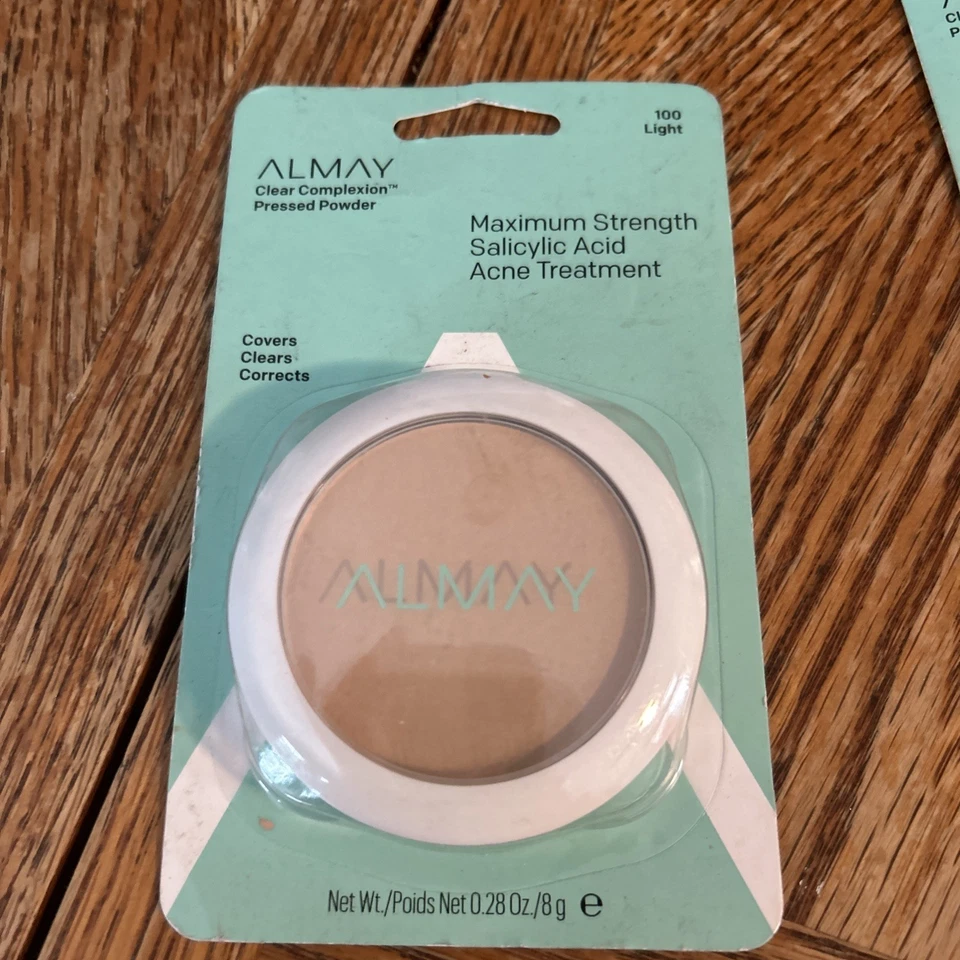 100
Light
ALMAY
Clear Complexion™
Pressed Powder
Maximum Strength
Salicylic Acid
Acne Treatment
Covers
Clears
Corrects
ALMAY
Net Wt./Poids Net 0.28 Oz./8 g ℮